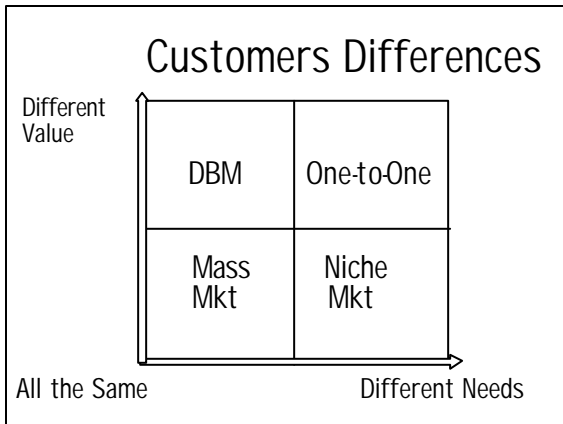 Customers Differences
Different
Value
DBM
One-to-One
Mass
Mkt
Niche
Mkt
All the Same
Different Needs